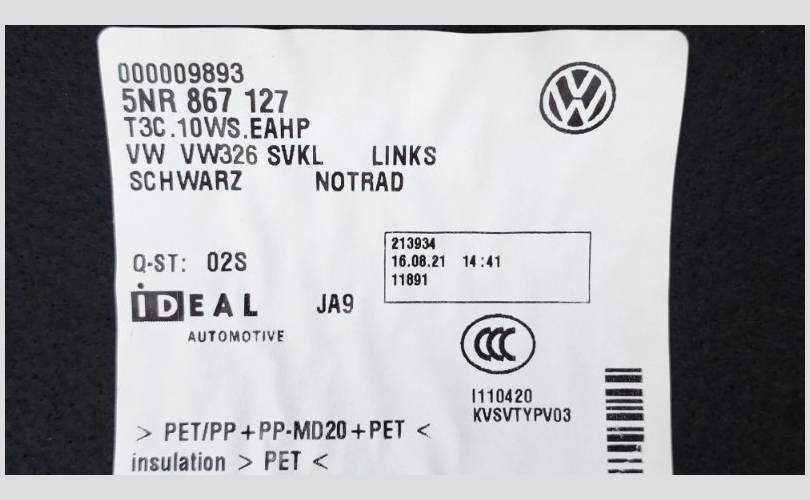 000009893
5NR 867 127
T3C.10WS.EAHP
VW VW326 SVKL LINKS
SCHWARZ NOTRAD
213934
Q-ST: 02S
16.08.21 14:41
11891
iDEAL JA9
AUTOMOTIVE
CCC
I110420
KVSVTYPV03
> PET/PP+PP-MD20+PET <
insulation > PET <